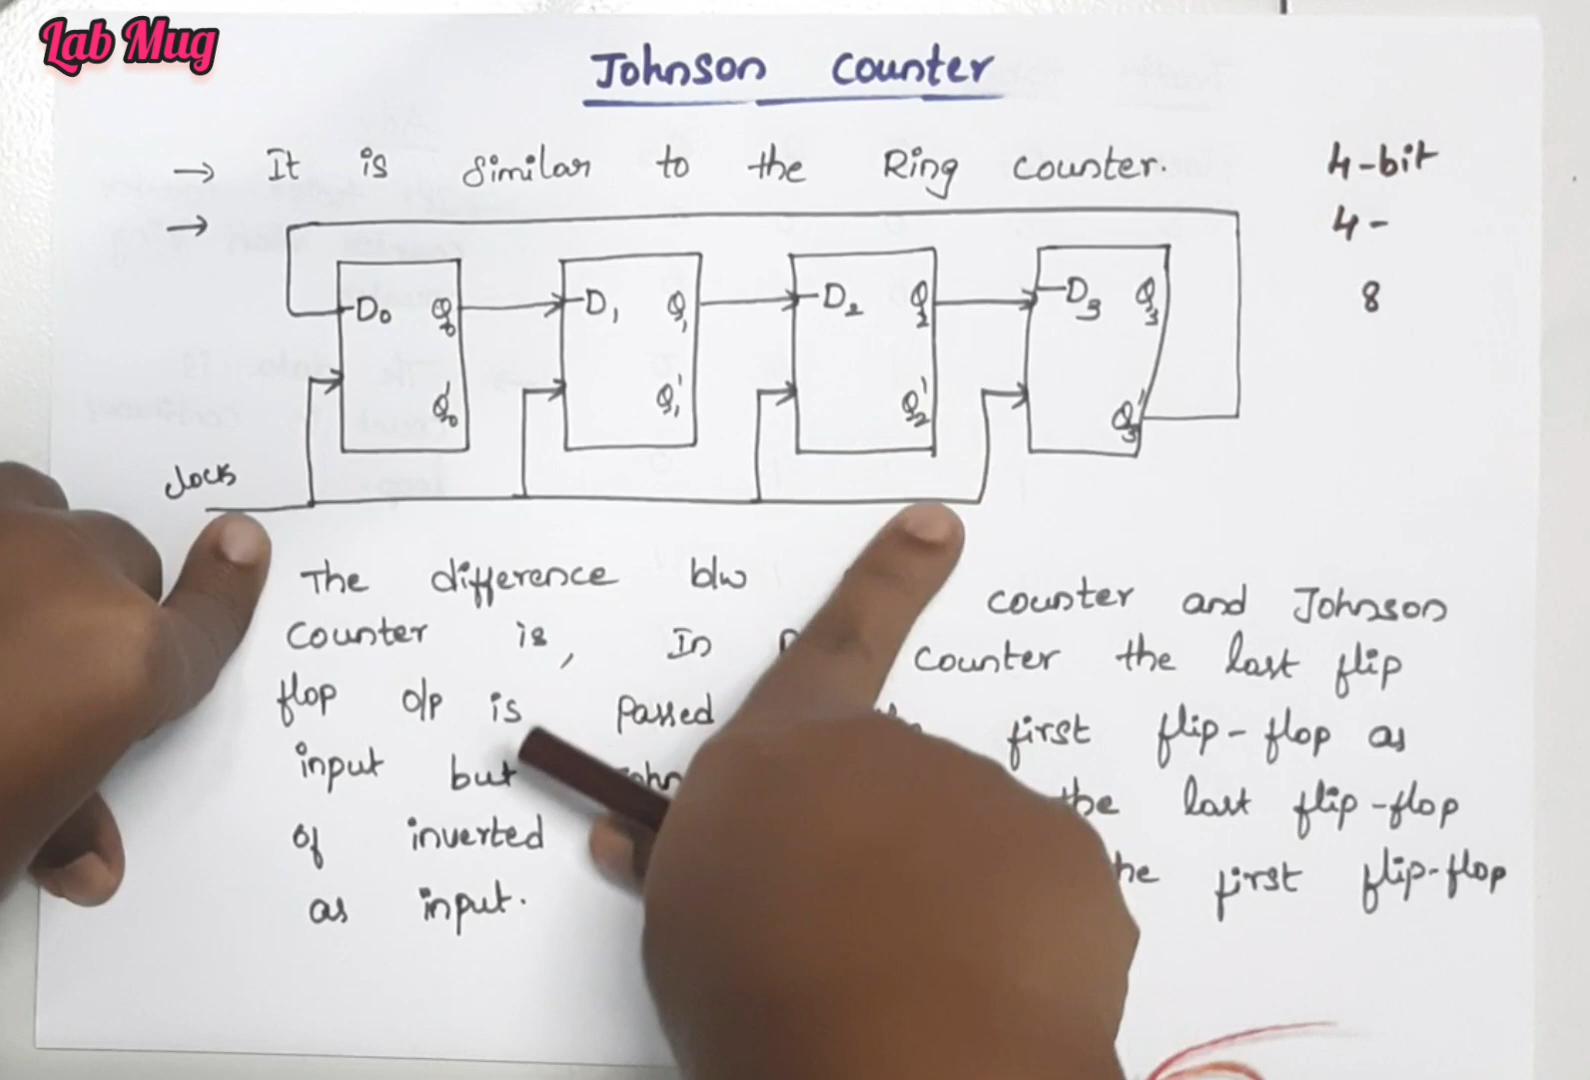 Lab Mug
Johnson counter
→ It is similar to the Ring counter.
4-bit
→
4 -
8
D₀ Q₀ D₁ Q₁ D₂ Q₂ D₃ Q₃
Q₀' Q₁' Q₂' Q₃'
clock
The difference b/w counter and Johnson
counter is, In counter the last flip
flop o/p is passed first flip-flop as
input but the last flip-flop
of inverted first flip-flop
as input.